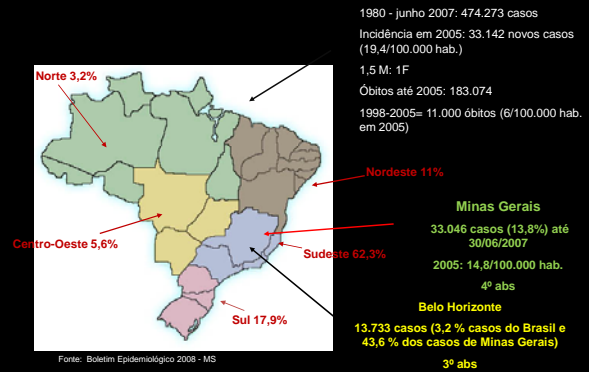 1980 - junho 2007: 474.273 casos
Incidência em 2005: 33.142 novos casos
(19,4/100.000 hab.)
1,5 M: 1F
Óbitos até 2005: 183.074
1998-2005= 11.000 óbitos (6/100.000 hab.
em 2005)
Norte 3,2%
Nordeste 11%
Centro-Oeste 5,6%
Sudeste 62,3%
Sul 17,9%
Minas Gerais
33.046 casos (13,8%) até
30/06/2007
2005: 14,8/100.000 hab.
4º abs
Belo Horizonte
13.733 casos (3,2 % casos do Brasil e
43,6 % dos casos de Minas Gerais)
3º abs
Fonte: Boletim Epidemiológico 2008 - MS